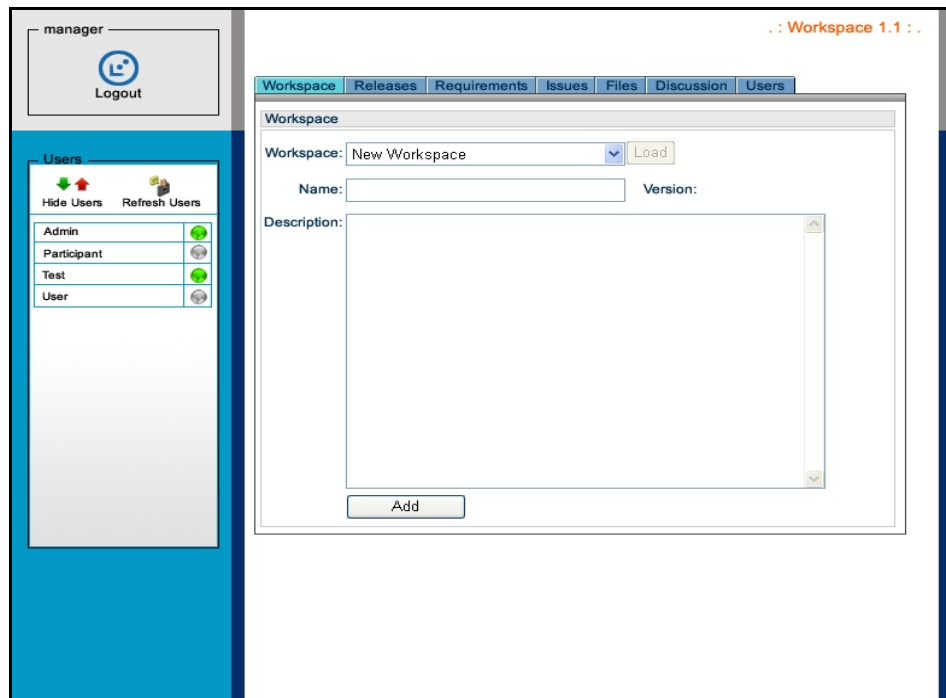 manager
. : Workspace 1.1 : .
Logout
Workspace Releases Requirements Issues Files Discussion Users
Workspace
Users
Hide Users Refresh Users
Admin
Participant
Test
User
Workspace: New Workspace Load
Name: Version:
Description:
Add